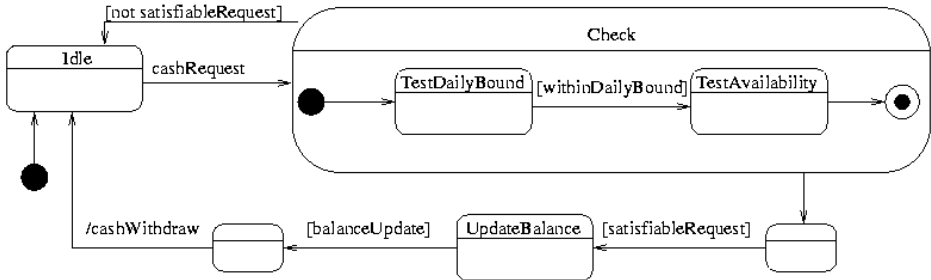 [not satisfiableRequest]
Check
Idle
cashRequest
TestDailyBound
[withinDailyBound]
TestAvailability
/cashWithdraw
[balanceUpdate]
UpdateBalance
[satisfiableRequest]